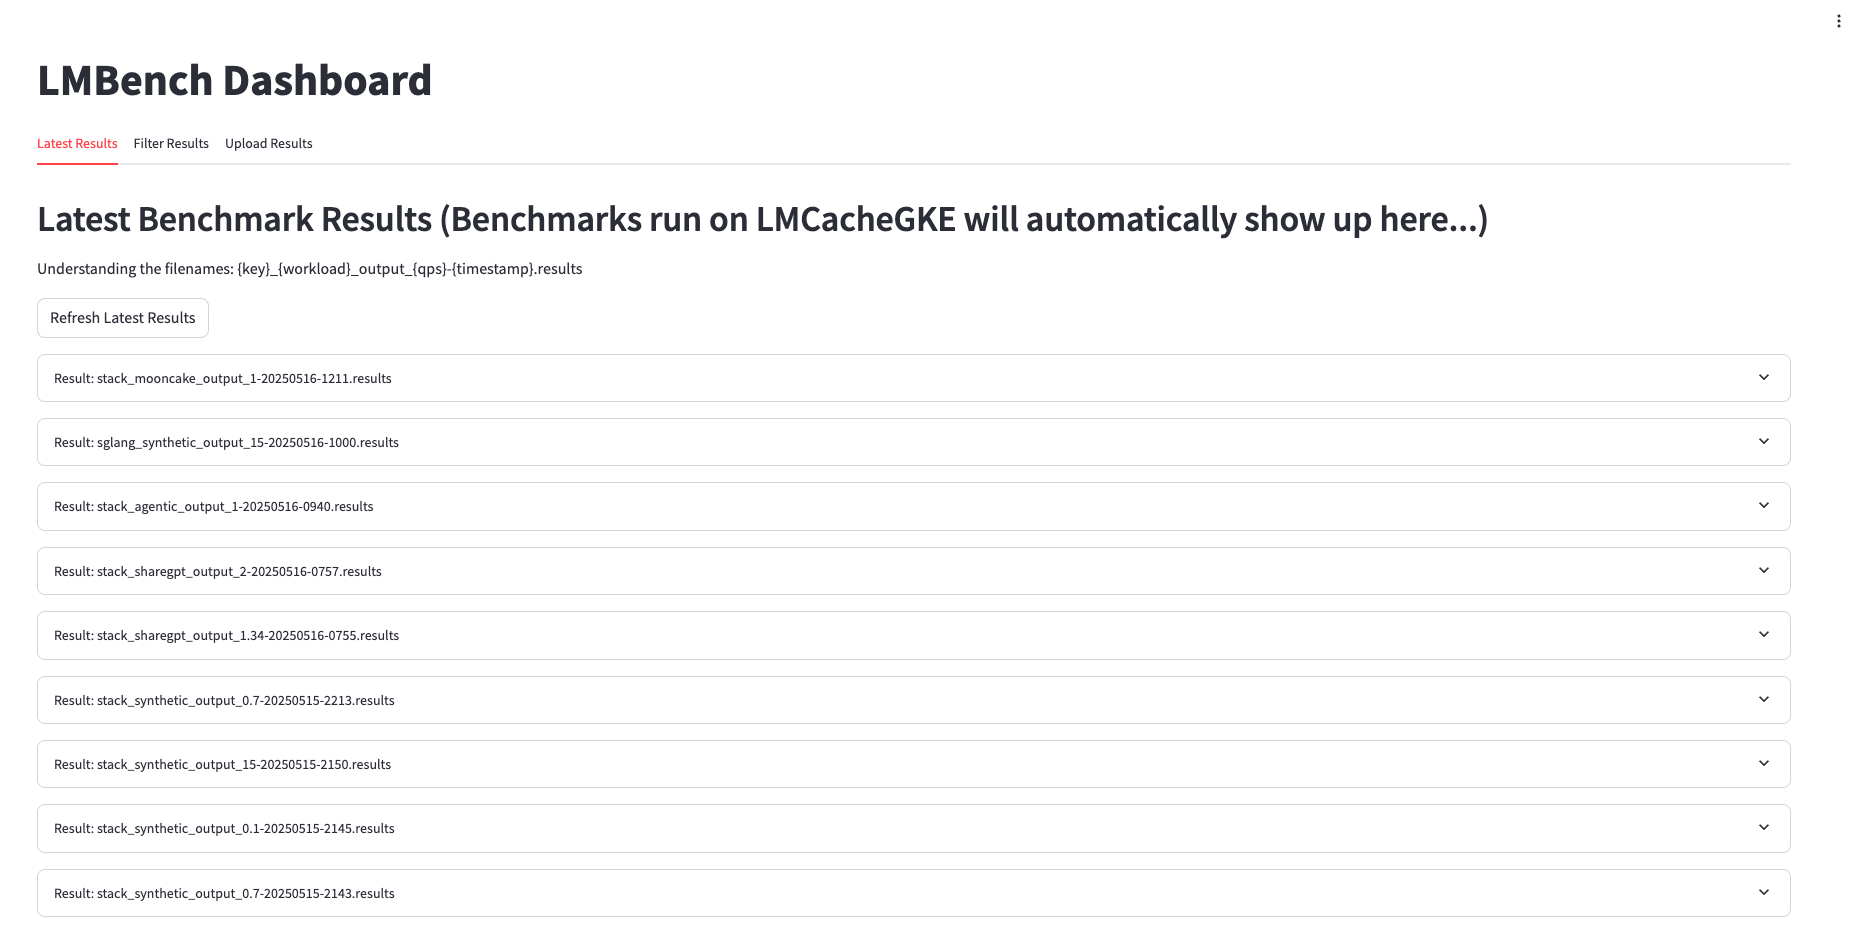 LMBench Dashboard
Latest Results Filter Results Upload Results
Latest Benchmark Results (Benchmarks run on LMCacheGKE will automatically show up here...)
Understanding the filenames: {key}_{workload}_output_{qps}-{timestamp}.results
Refresh Latest Results
Result: stack_mooncake_output_1-20250516-1211.results
Result: sglang_synthetic_output_15-20250516-1000.results
Result: stack_agentic_output_1-20250516-0940.results
Result: stack_sharegpt_output_2-20250516-0757.results
Result: stack_sharegpt_output_1.34-20250516-0755.results
Result: stack_synthetic_output_0.7-20250515-2213.results
Result: stack_synthetic_output_15-20250515-2150.results
Result: stack_synthetic_output_0.1-20250515-2145.results
Result: stack_synthetic_output_0.7-20250515-2143.results